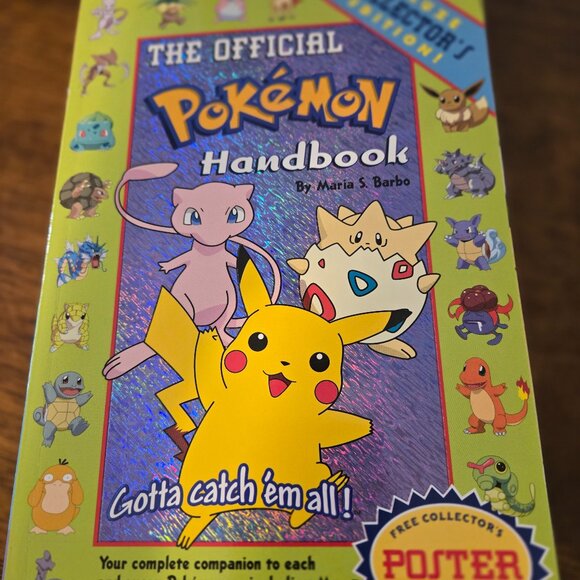 COLLECTOR'S
EDITION!
THE OFFICIAL
POKéMON
Handbook
By Maria S. Barbo
Gotta catch 'em all!
FREE COLLECTOR'S
POSTER
Your complete companion to each